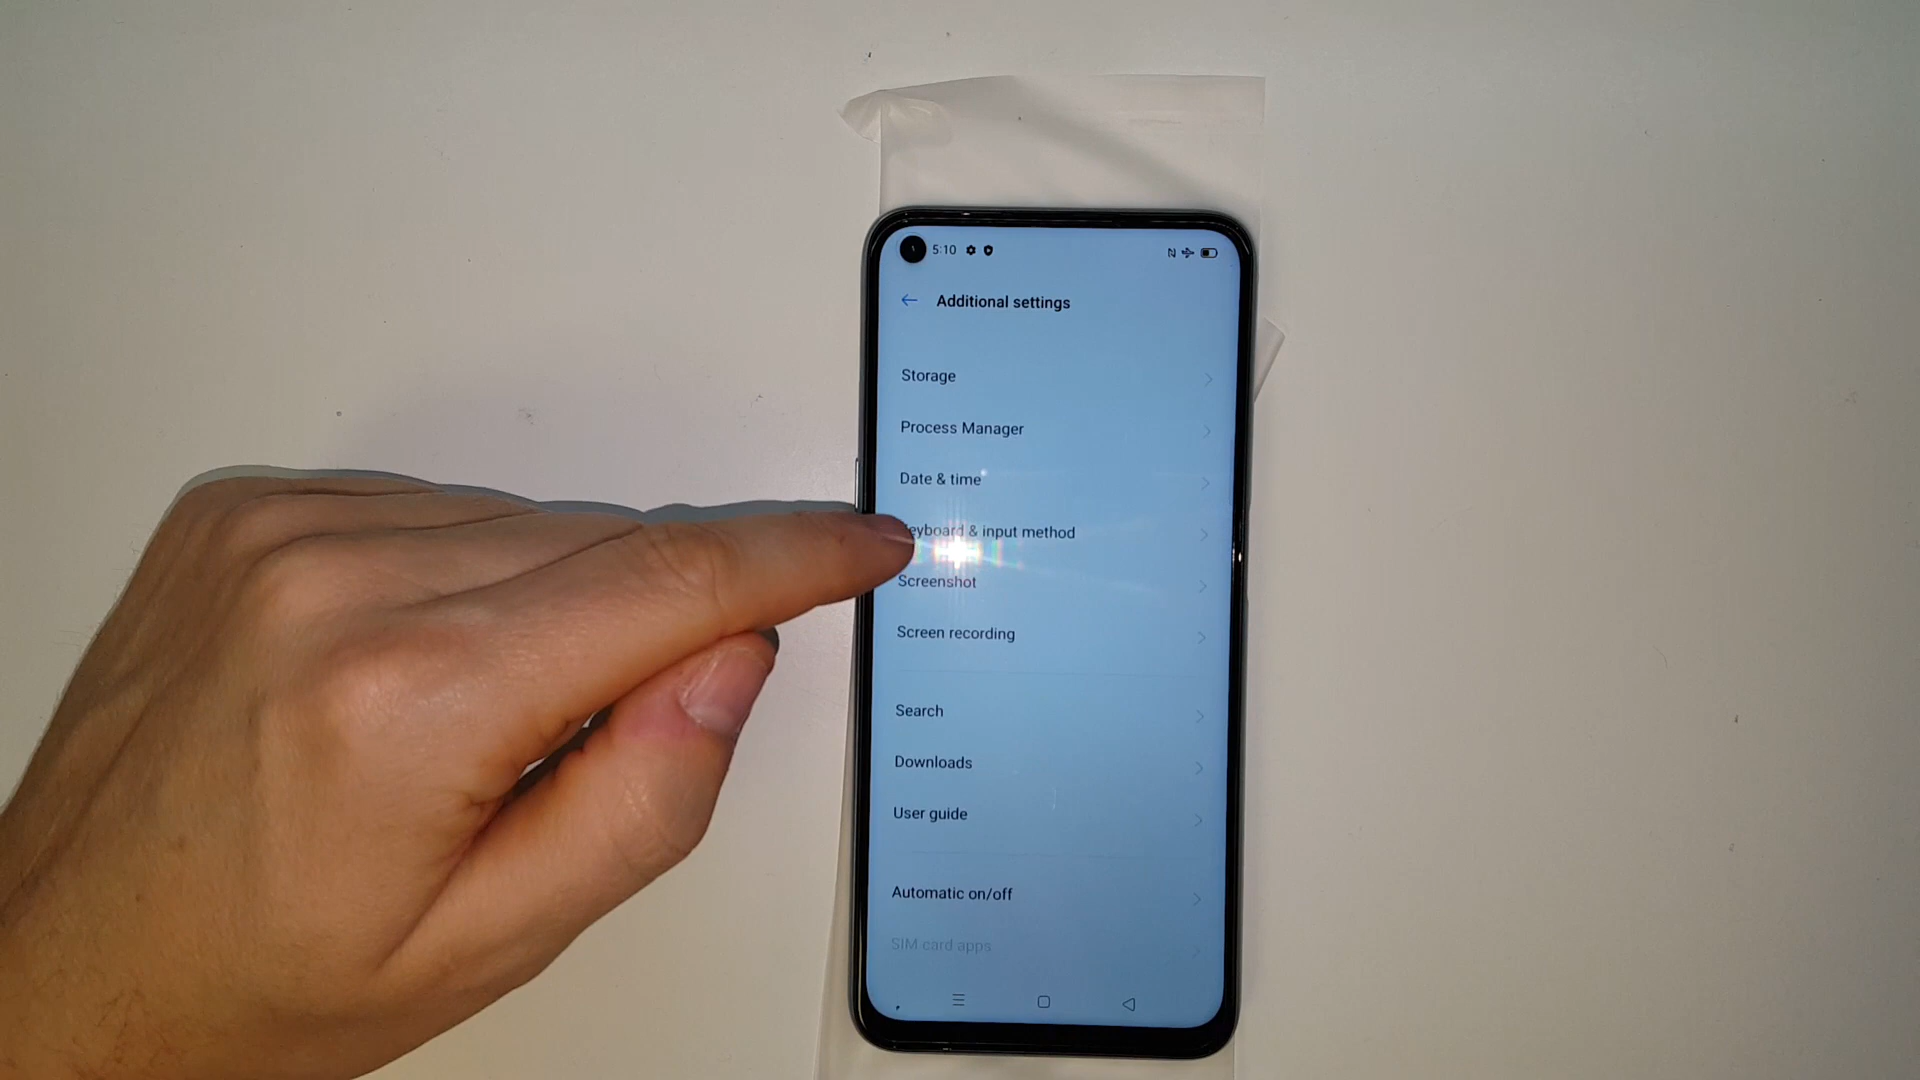 5:10
Additional settings
Storage
Process Manager
Date & time
eyboard & input method
Screenshot
Screen recording
Search
Downloads
User guide
Automatic on/off
SIM card apps